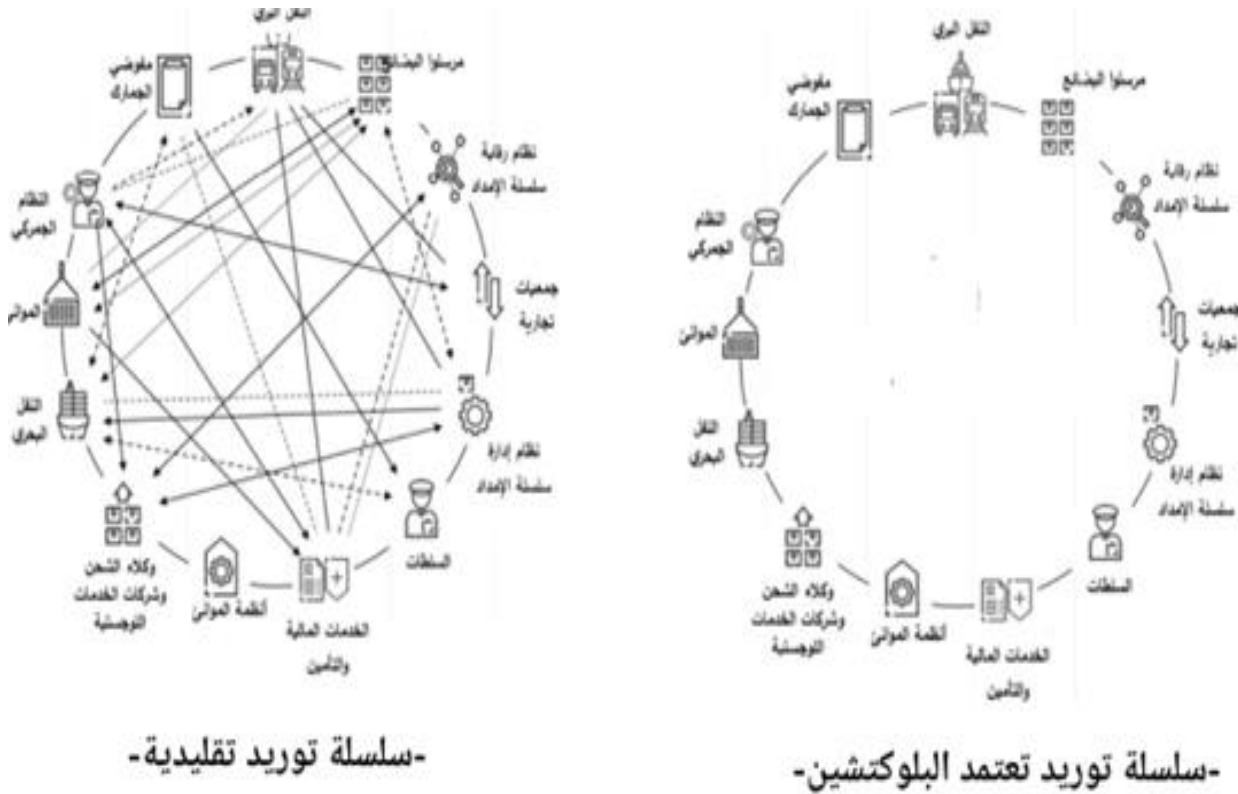 النقل البري
مرسلوا البضائع
مفوضي
الجمارك
نظام رقابة
سلسلة الإمداد
النظام
الجمركي
جمعيات
تجارية
الموانئ
النقل
البحري
نظام إدارة
سلسلة الإمداد
السلطات
وكلاء الشحن
وشركات الخدمات
اللوجستية
أنظمة الموانئ
الخدمات المالية
والتأمين
-سلسلة توريد تقليدية-
النقل البري
مرسلوا البضائع
مفوضي
الجمارك
نظام رقابة
سلسلة الإمداد
النظام
الجمركي
جمعيات
تجارية
الموانئ
النقل
البحري
نظام إدارة
سلسلة الإمداد
السلطات
وكلاء الشحن
وشركات الخدمات
اللوجستية
أنظمة الموانئ
الخدمات المالية
والتأمين
-سلسلة توريد تعتمد البلوكتشين-